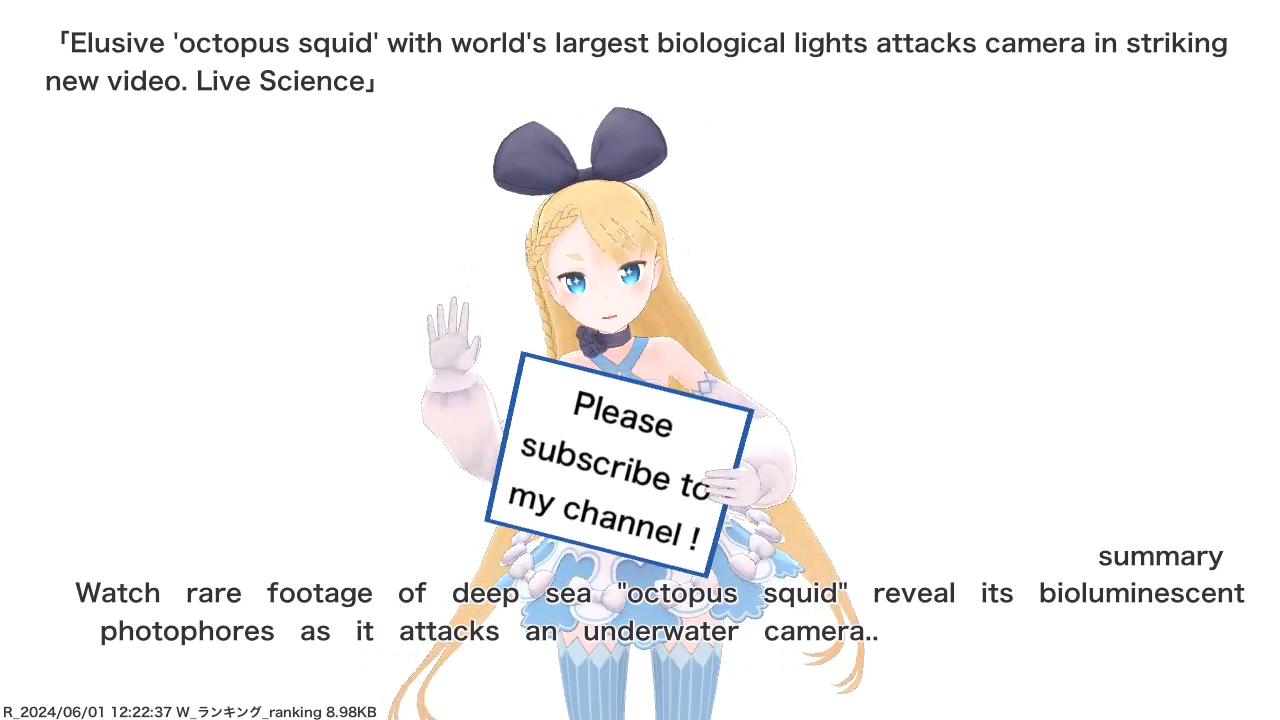 「Elusive 'octopus squid' with world's largest biological lights attacks camera in striking
new video. Live Science」
Please
subscribe to
my channel !
summary
Watch rare footage of deep sea "octopus squid" reveal its bioluminescent
photophores as it attacks an underwater camera..
R_2024/06/01 12:22:37 W_ランキング_ranking 8.98KB